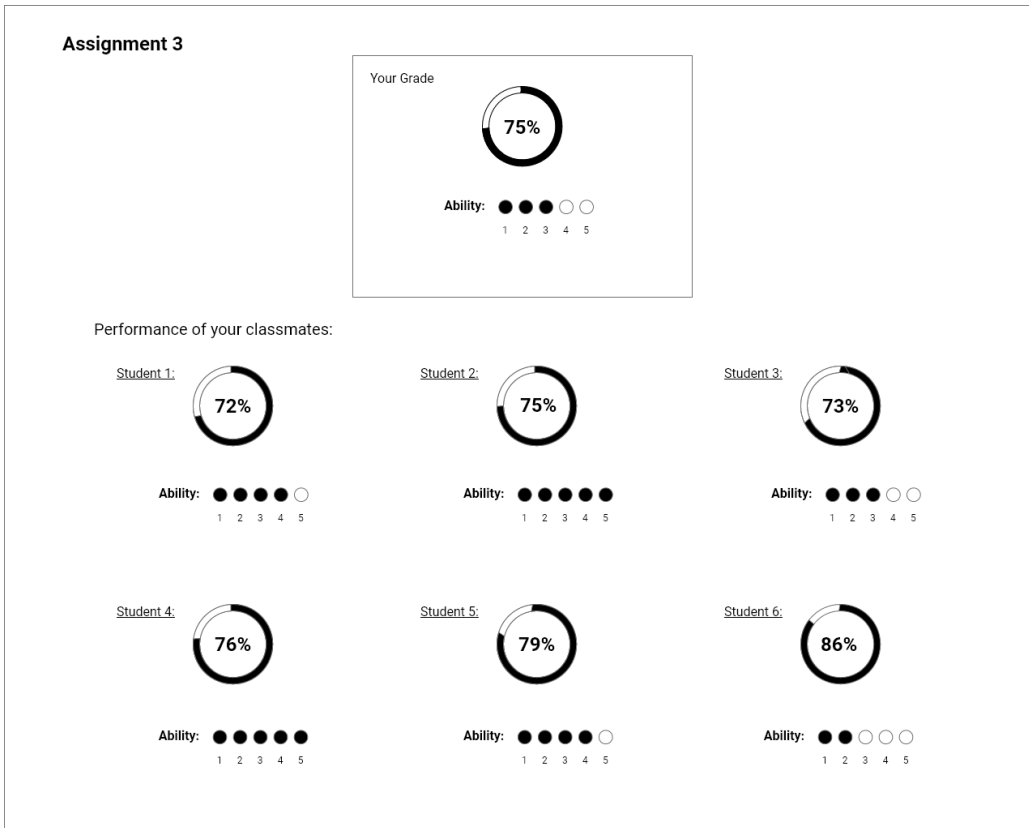 Assignment 3
Your Grade
75%
Ability:
1 2 3 4 5
Performance of your classmates:
Student 1:
72%
Ability:
1 2 3 4 5
Student 2:
75%
Ability:
1 2 3 4 5
Student 3:
73%
Ability:
1 2 3 4 5
Student 4:
76%
Ability:
1 2 3 4 5
Student 5:
79%
Ability:
1 2 3 4 5
Student 6:
86%
Ability:
1 2 3 4 5